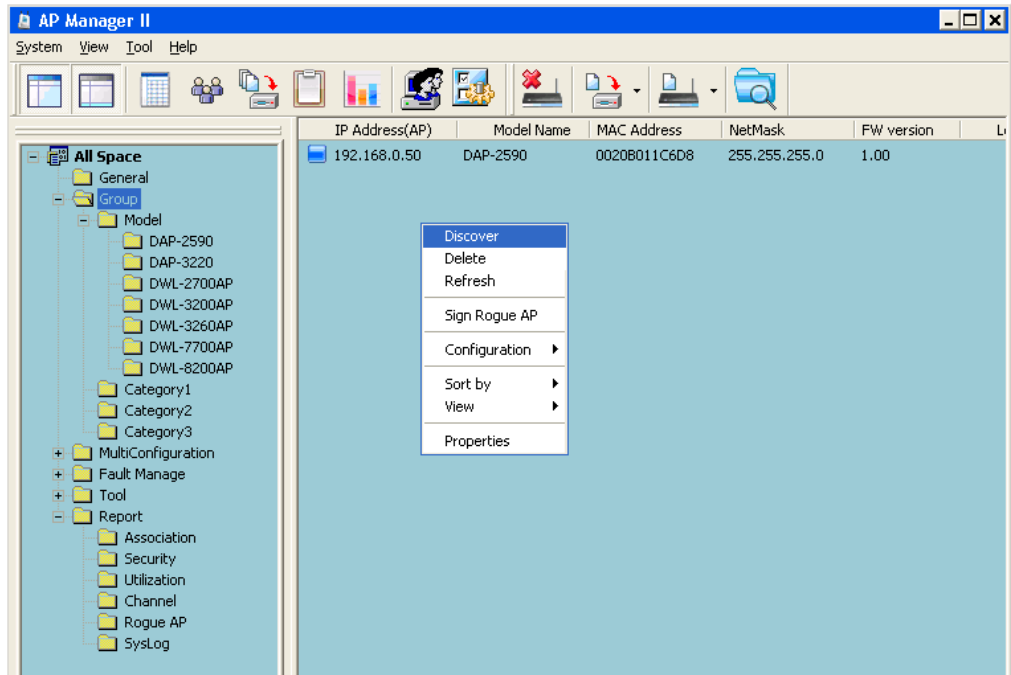 AP Manager II
System View Tool Help
IP Address(AP) Model Name MAC Address NetMask FW version
192.168.0.50 DAP-2590 0020B011C6D8 255.255.255.0 1.00
All Space
General
Group
Model
DAP-2590
DAP-3220
DWL-2700AP
DWL-3200AP
DWL-3260AP
DWL-7700AP
DWL-8200AP
Category1
Category2
Category3
MultiConfiguration
Fault Manage
Tool
Report
Association
Security
Utilization
Channel
Rogue AP
SysLog
Discover
Delete
Refresh
Sign Rogue AP
Configuration
Sort by
View
Properties